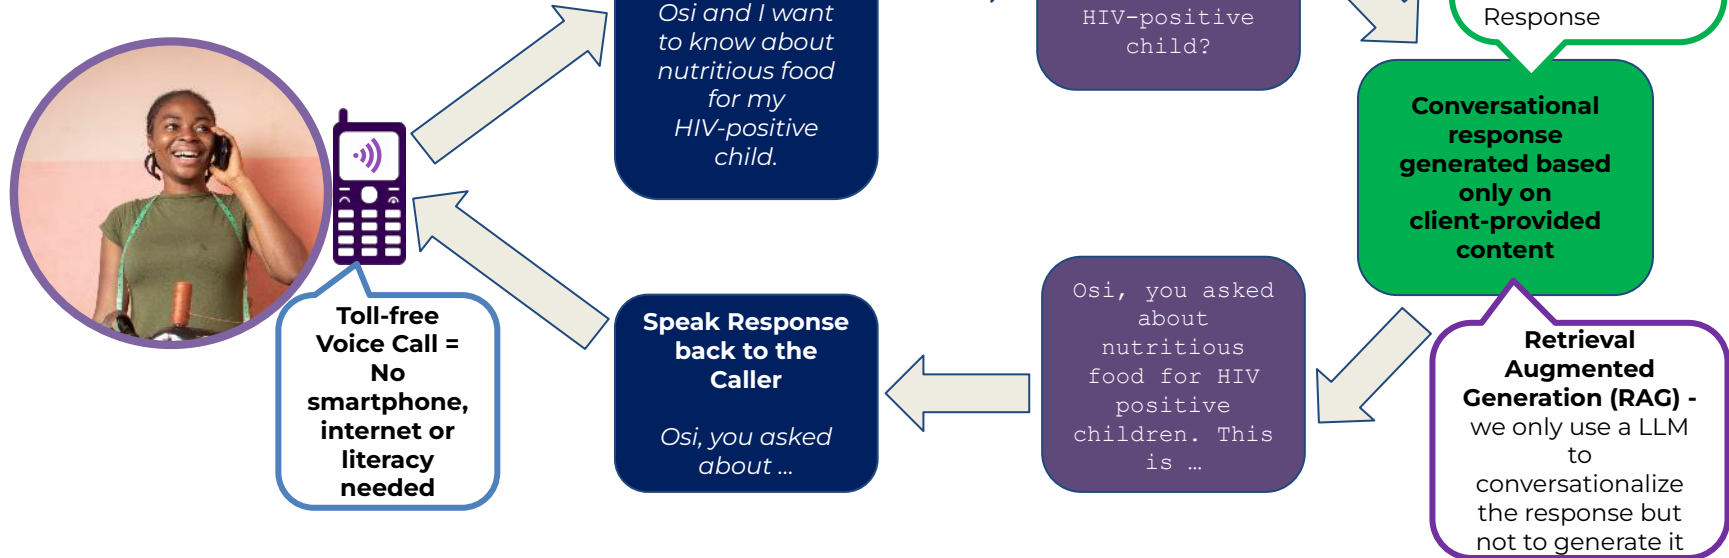 Osi and I want
to know about
nutritious food
for my
HIV-positive
child.
HIV-positive
child?
Response
Conversational
response
generated based
only on
client-provided
content
Toll-free
Voice Call =
No
smartphone,
internet or
literacy
needed
Speak Response
back to the
Caller
Osi, you asked
about ...
Osi, you asked
about
nutritious
food for HIV
positive
children. This
is …
Retrieval
Augmented
Generation (RAG) -
we only use a LLM
to
conversationalize
the response but
not to generate it